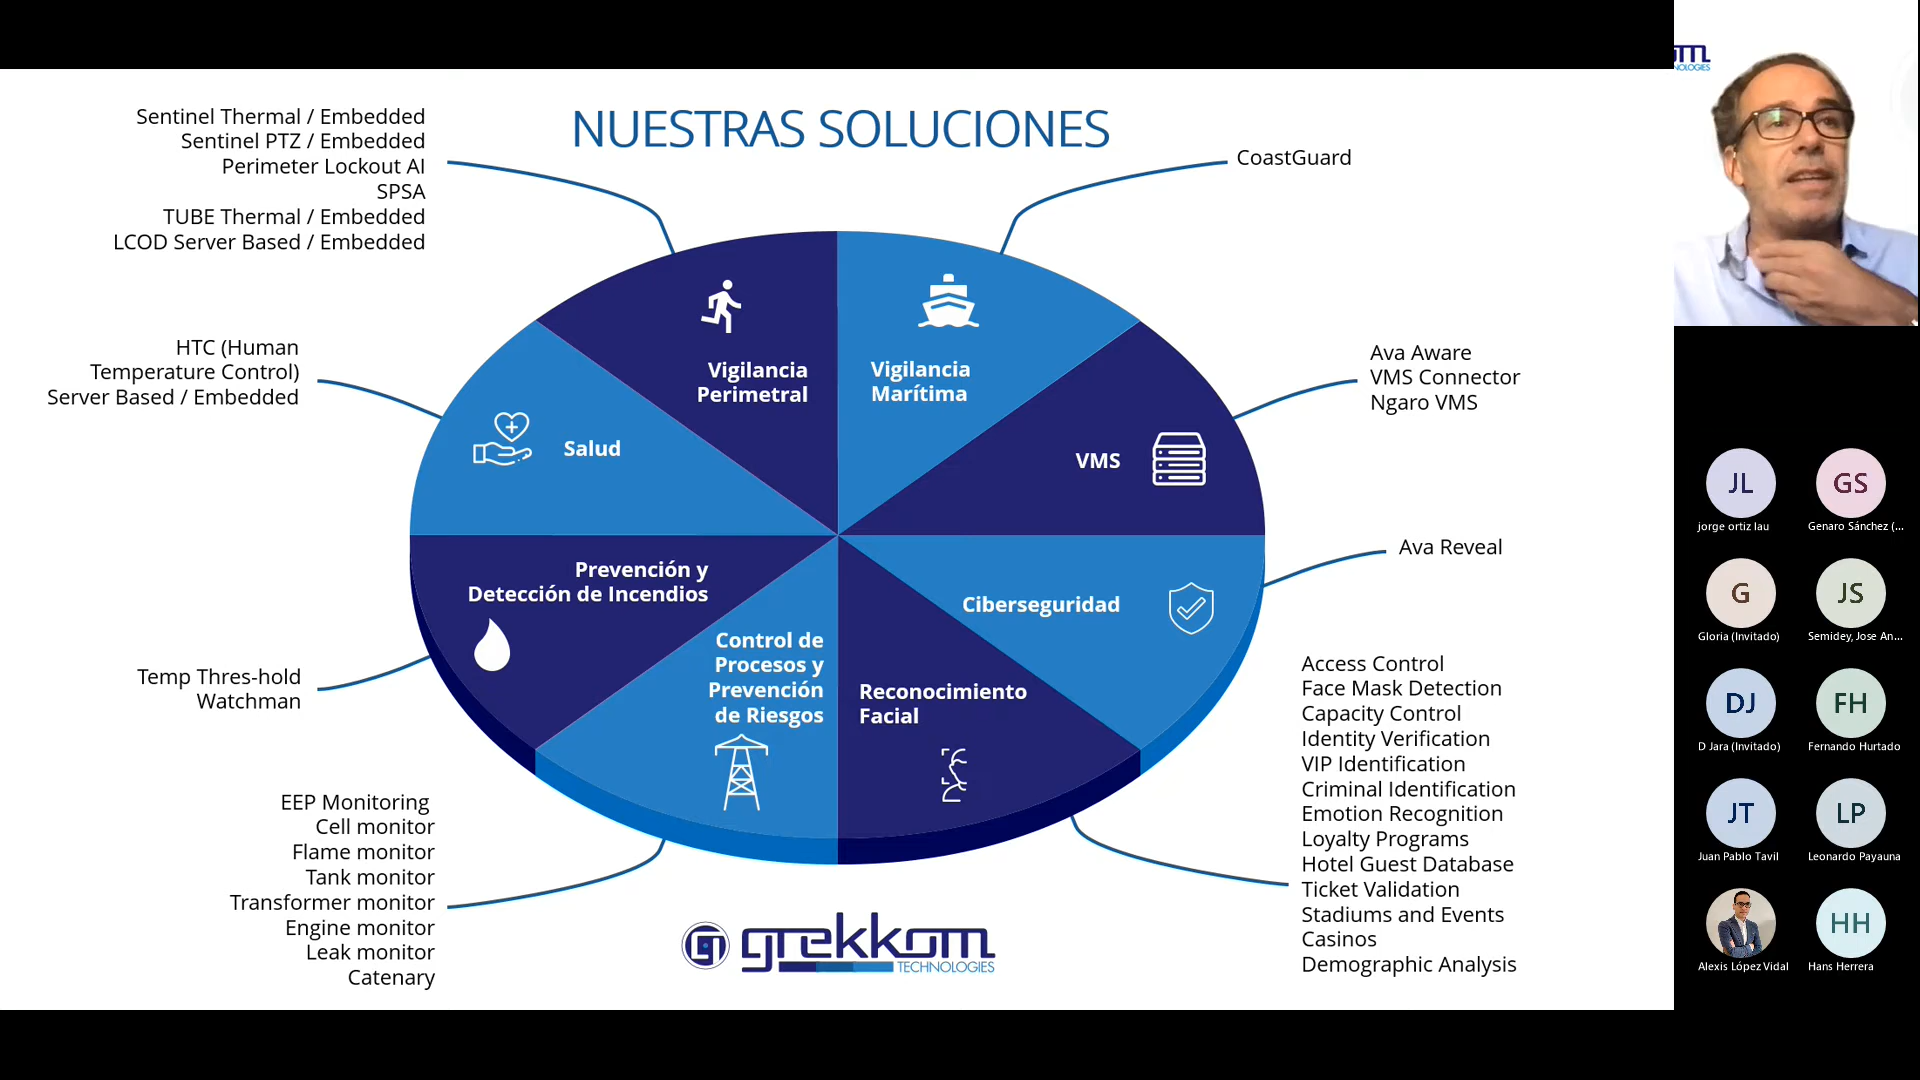 NUESTRAS SOLUCIONES
Sentinel Thermal / Embedded
Sentinel PTZ / Embedded
Perimeter Lockout AI
SPSA
TUBE Thermal / Embedded
LCOD Server Based / Embedded
CoastGuard
HTC (Human
Temperature Control)
Server Based / Embedded
Ava Aware
VMS Connector
Ngaro VMS
Vigilancia
Perimetral
Vigilancia
Marítima
Salud
VMS
Ava Reveal
Prevención y
Detección de Incendios
Ciberseguridad
Control de
Procesos y
Prevención
de Riesgos
Reconocimiento
Facial
Temp Thres-hold
Watchman
Access Control
Face Mask Detection
Capacity Control
Identity Verification
VIP Identification
Criminal Identification
Emotion Recognition
Loyalty Programs
Hotel Guest Database
Ticket Validation
Stadiums and Events
Casinos
Demographic Analysis
EEP Monitoring
Cell monitor
Flame monitor
Tank monitor
Transformer monitor
Engine monitor
Leak monitor
Catenary
grekkom
TECHNOLOGIES
JL
jorge ortiz lau
GS
Genaro Sánchez (...
G
Gloria (Invitado)
JS
Semidey, Jose An...
DJ
D Jara (Invitado)
FH
Fernando Hurtado
JT
Juan Pablo Tavil
LP
Leonardo Payauna
Alexis López Vidal
HH
Hans Herrera